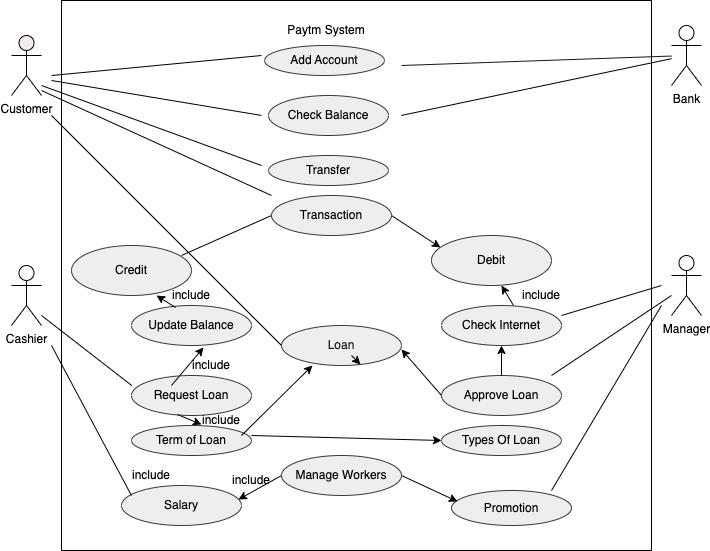 Paytm System
Add Account
Customer
Bank
Check Balance
Transfer
Transaction
Credit
Debit
include
include
Update Balance
Check Internet
Cashier
Manager
Loan
include
Request Loan
Approve Loan
include
Term of Loan
Types Of Loan
include
include
Manage Workers
Salary
Promotion